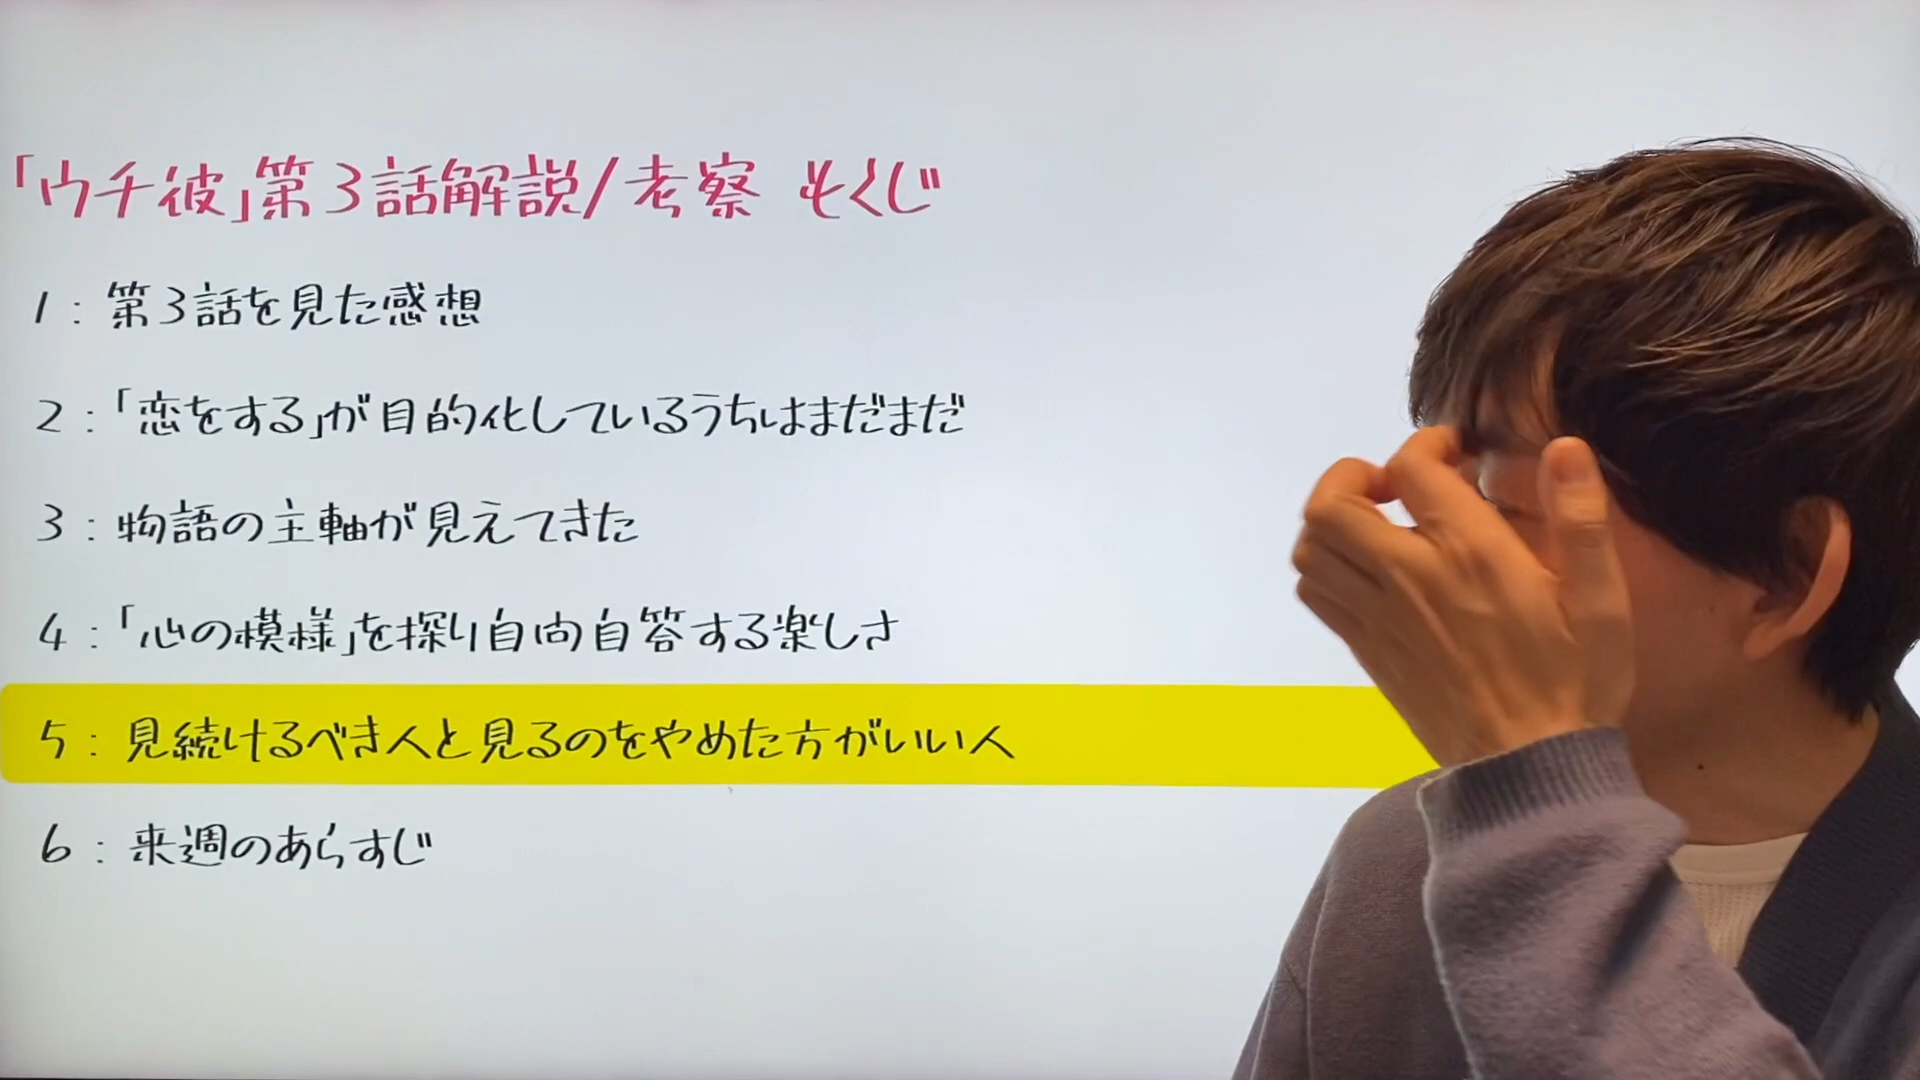 「ウチ彼」第3話解説/考察 もくじ
1：第3話を見た感想
2：「恋をする」が目的化しているうちはまだまだ
3：物語の主軸が見えてきた
4：「心の模様」を探り自問自答する楽しさ
5：見続けるべき人と見るのをやめた方がいい人
6：来週のあらすじ